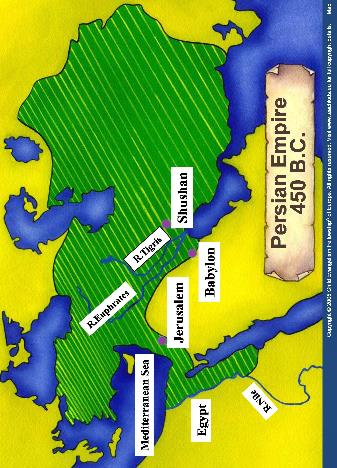 Persian Empire
450 B.C.
Shushan
R.Tigris
R.Euphrates
Babylon
Jerusalem
Mediterranean Sea
Egypt
R.Nile